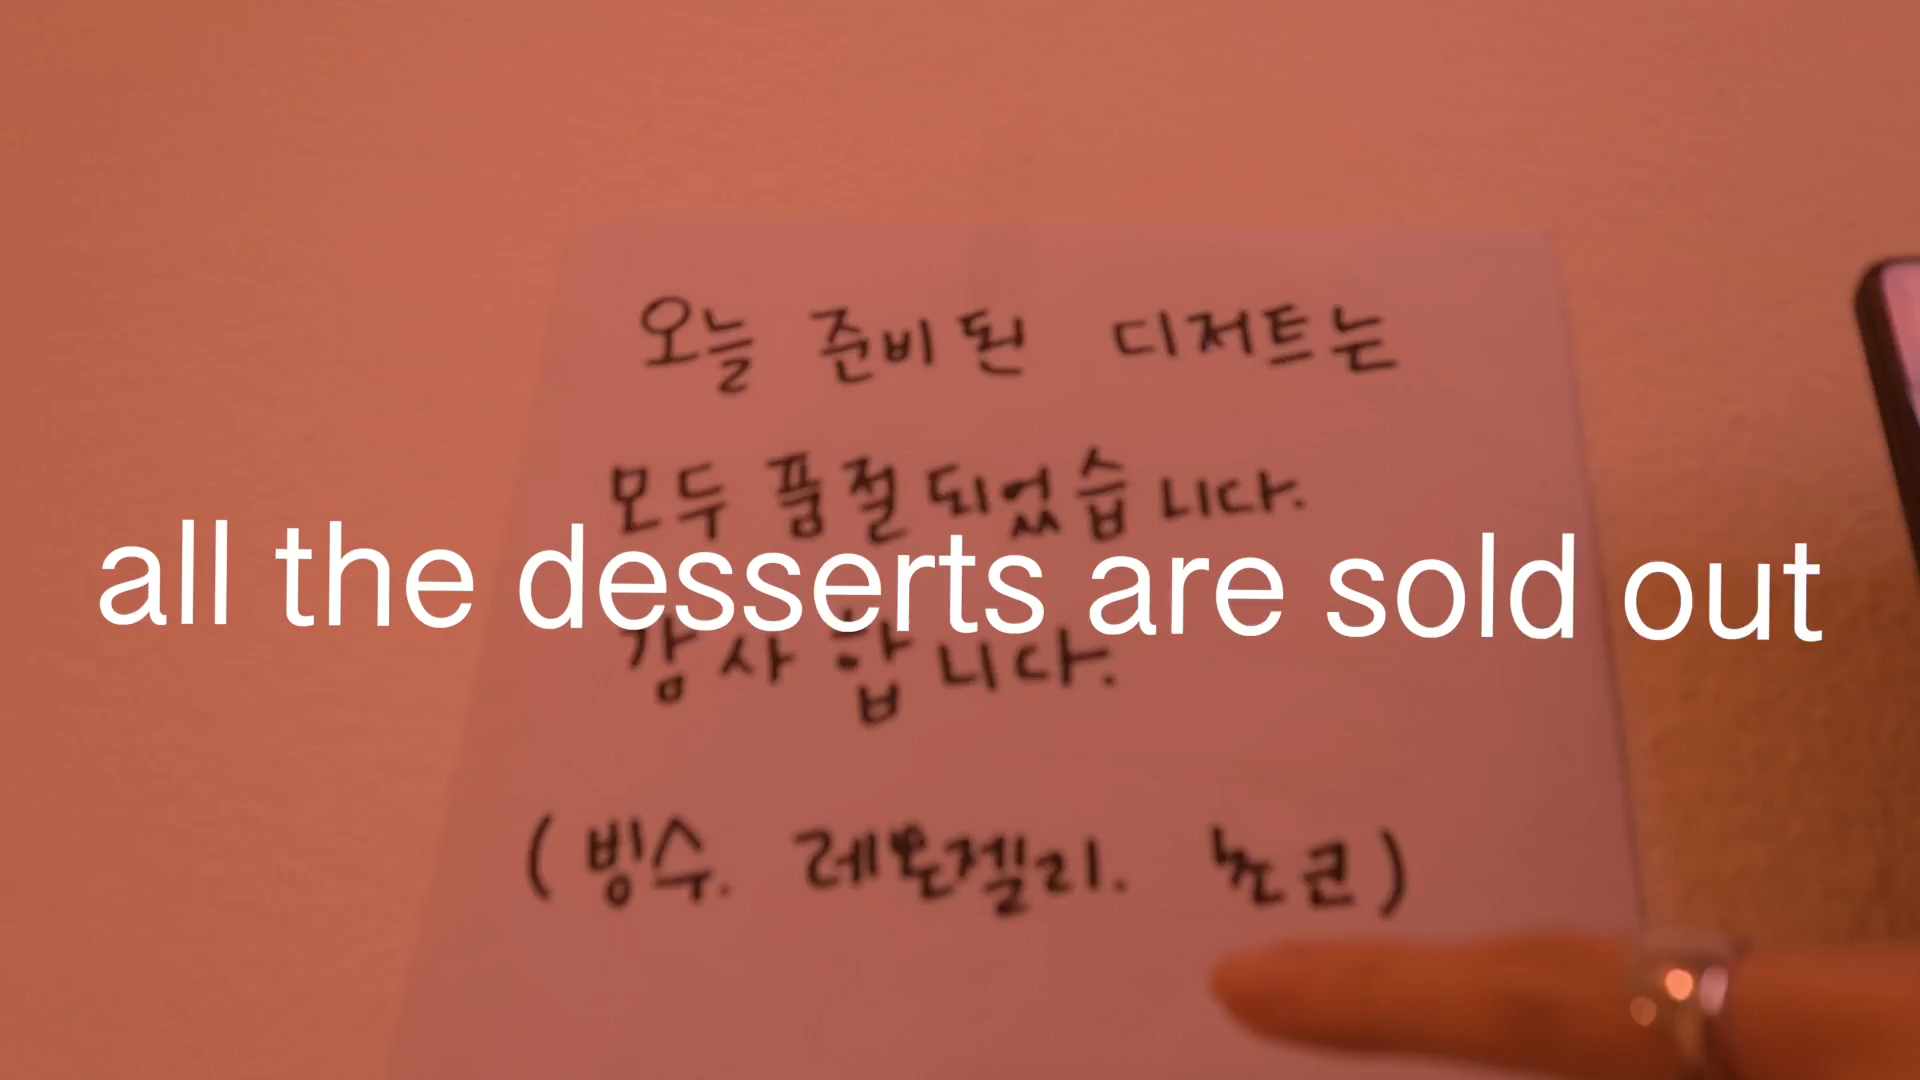 오늘 준비된 디저트는
모두 품절되었습니다.
all the desserts are sold out
감사합니다.
(빙수. 레몬젤리. 초코)